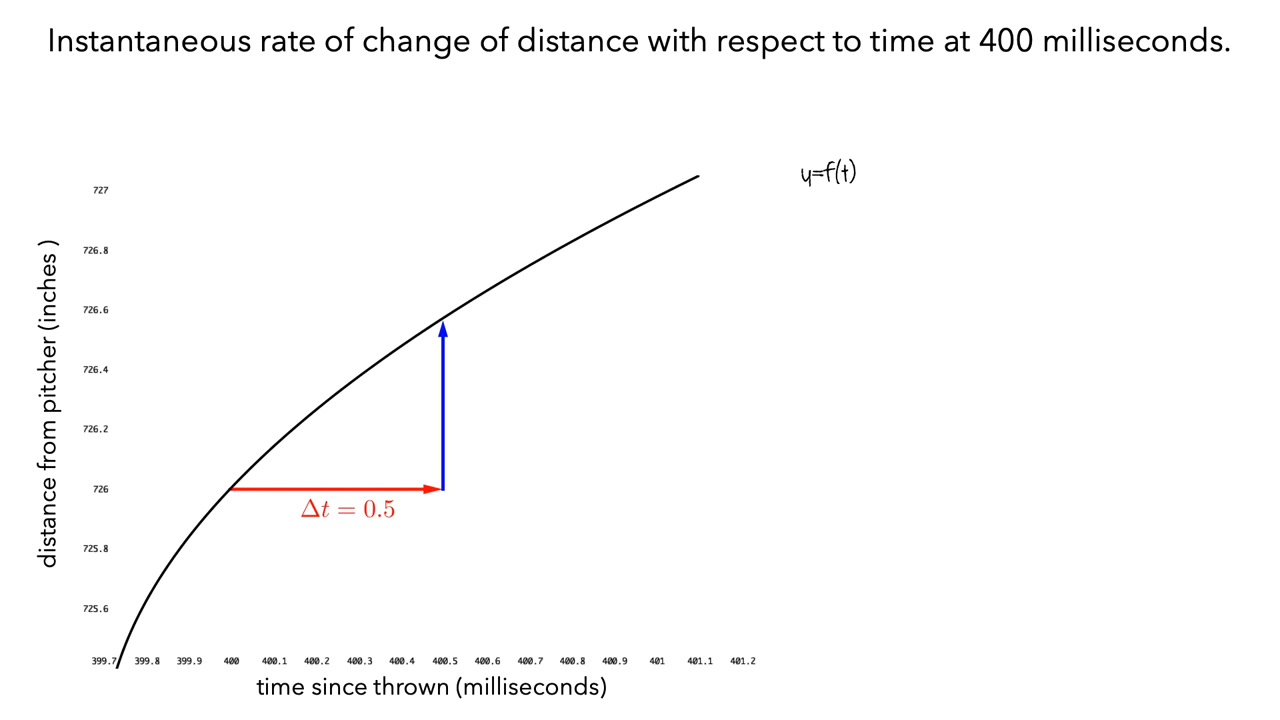 Instantaneous rate of change of distance with respect to time at 400 milliseconds.
y=f(t)
distance from pitcher (inches )
727
726.8
726.6
726.4
726.2
726
725.8
725.6
Δt = 0.5
399.7 399.8 399.9 400 400.1 400.2 400.3 400.4 400.5 400.6 400.7 400.8 400.9 401 401.1 401.2
time since thrown (milliseconds)